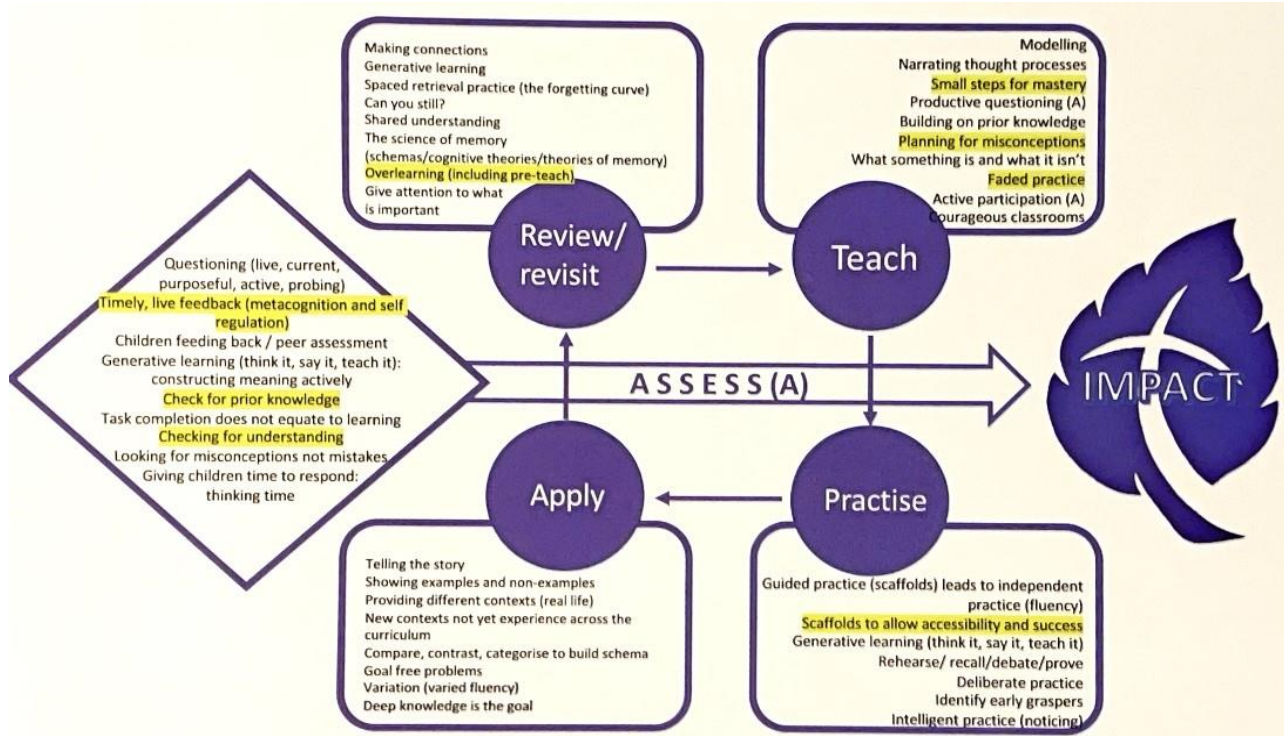 Making connections
Generative learning
Spaced retrieval practice (the forgetting curve)
Can you still?
Shared understanding
The science of memory
(schemas/cognitive theories/theories of memory)
Overlearning (including pre-teach)
Give attention to what
is important
Review/
revisit
Modelling
Narrating thought processes
Small steps for mastery
Productive questioning (A)
Building on prior knowledge
Planning for misconceptions
What something is and what it isn't
Faded practice
Active participation (A)
Courageous classrooms
Teach
Questioning (live, current,
purposeful, active, probing)
Timely, live feedback (metacognition and self
regulation)
Children feeding back / peer assessment
Generative learning (think it, say it, teach it):
constructing meaning actively
Check for prior knowledge
Task completion does not equate to learning
Checking for understanding
Looking for misconceptions not mistakes
Giving children time to respond:
thinking time
ASSESS (A)
IMPACT
Apply
Telling the story
Showing examples and non-examples
Providing different contexts (real life)
New contexts not yet experience across the
curriculum
Compare, contrast, categorise to build schema
Goal free problems
Variation (varied fluency)
Deep knowledge is the goal
Practise
Guided practice (scaffolds) leads to independent
practice (fluency)
Scaffolds to allow accessibility and success
Generative learning (think it, say it, teach it)
Rehearse/ recall/debate/prove
Deliberate practice
Identify early graspers
Intelligent practice (noticing)